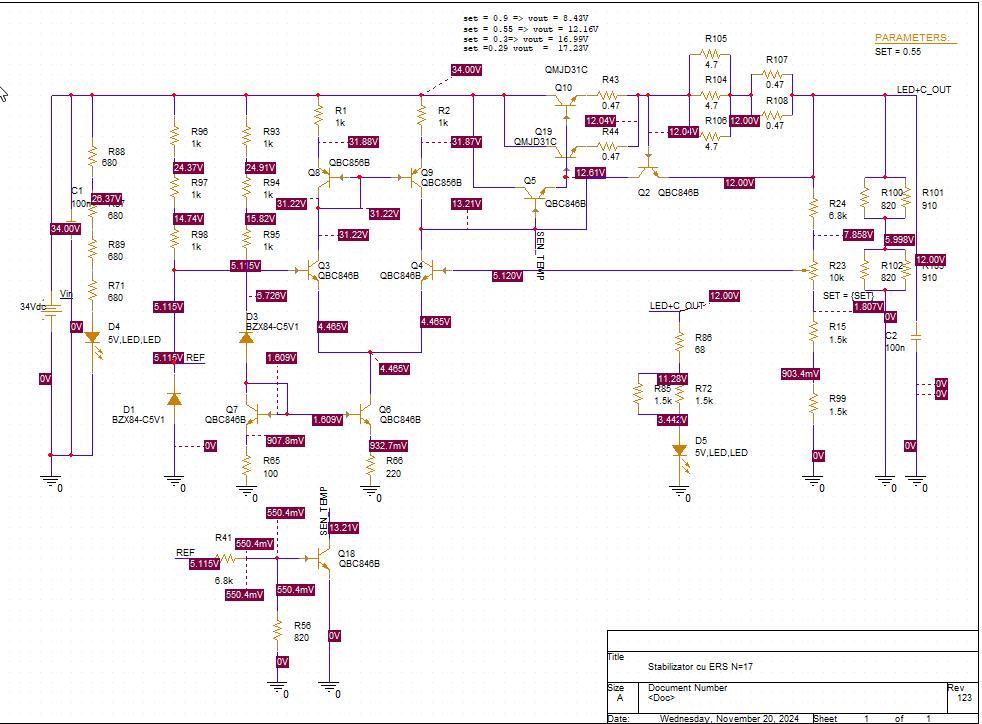 set = 0.9 => vout = 8.43V
set = 0.55 => vout = 12.16V
set = 0.3=> vout = 16.99V
set =0.29 vout = 17.23V
PARAMETERS:
SET = 0.55
34.00V
QMJD31C
Q10
R43
0.47
12.04V
R44
0.47
Q19
QMJD31C
R105
4.7
R104
4.7
R106
4.7
12.04V
R107
R108
0.47
12.00V
LED+C_OUT
R88
680
26.37V
680
R89
680
R71
680
C1
100n
34.00V
Vin
34Vdc
0V
0V
D4
5V,LED,LED
0
R96
1k
24.37V
R97
1k
14.74V
R98
1k
5.115V
5.115V
REF
D1
BZX84-C5V1
0V
0
R93
1k
24.91V
R94
1k
15.82V
R95
1k
5.115V
6.726V
D3
BZX84-C5V1
1.609V
Q7
QBC846B
907.8mV
R65
100
0
R1
1k
31.88V
Q8
QBC856B
31.22V
31.22V
31.22V
Q3
QBC846B
4.465V
R2
1k
31.87V
Q9
QBC856B
13.21V
Q4
QBC846B
4.465V
4.465V
1.609V
Q6
QBC846B
932.7mV
R66
220
0
Q5
QBC846B
12.61V
SEN_TEMP
5.120V
Q2 QBC846B
12.00V
R24
6.8k
7.858V
R23
10k
SET = {SET}
1.807V
R15
1.5k
903.4mV
R99
1.5k
0V
0
R100
820
R101
910
5.998V
R102
820
910
12.00V
0V
C2
100n
0V
0V
0V
0
0
LED+C_OUT
12.00V
R86
68
11.28V
R85
1.5k
R72
1.5k
3.442V
D5
5V,LED,LED
0
REF
5.115V
R41
6.8k
550.4mV
550.4mV
550.4mV
550.4mV
R56
820
0V
0
SEN_TEMP
13.21V
Q18
QBC846B
0V
0
Title
Stabilizator cu ERS N=17
Size
A
Document Number
<Doc>
Rev
123
Date:
Wednesday, November 20, 2024
Sheet
1
of
1